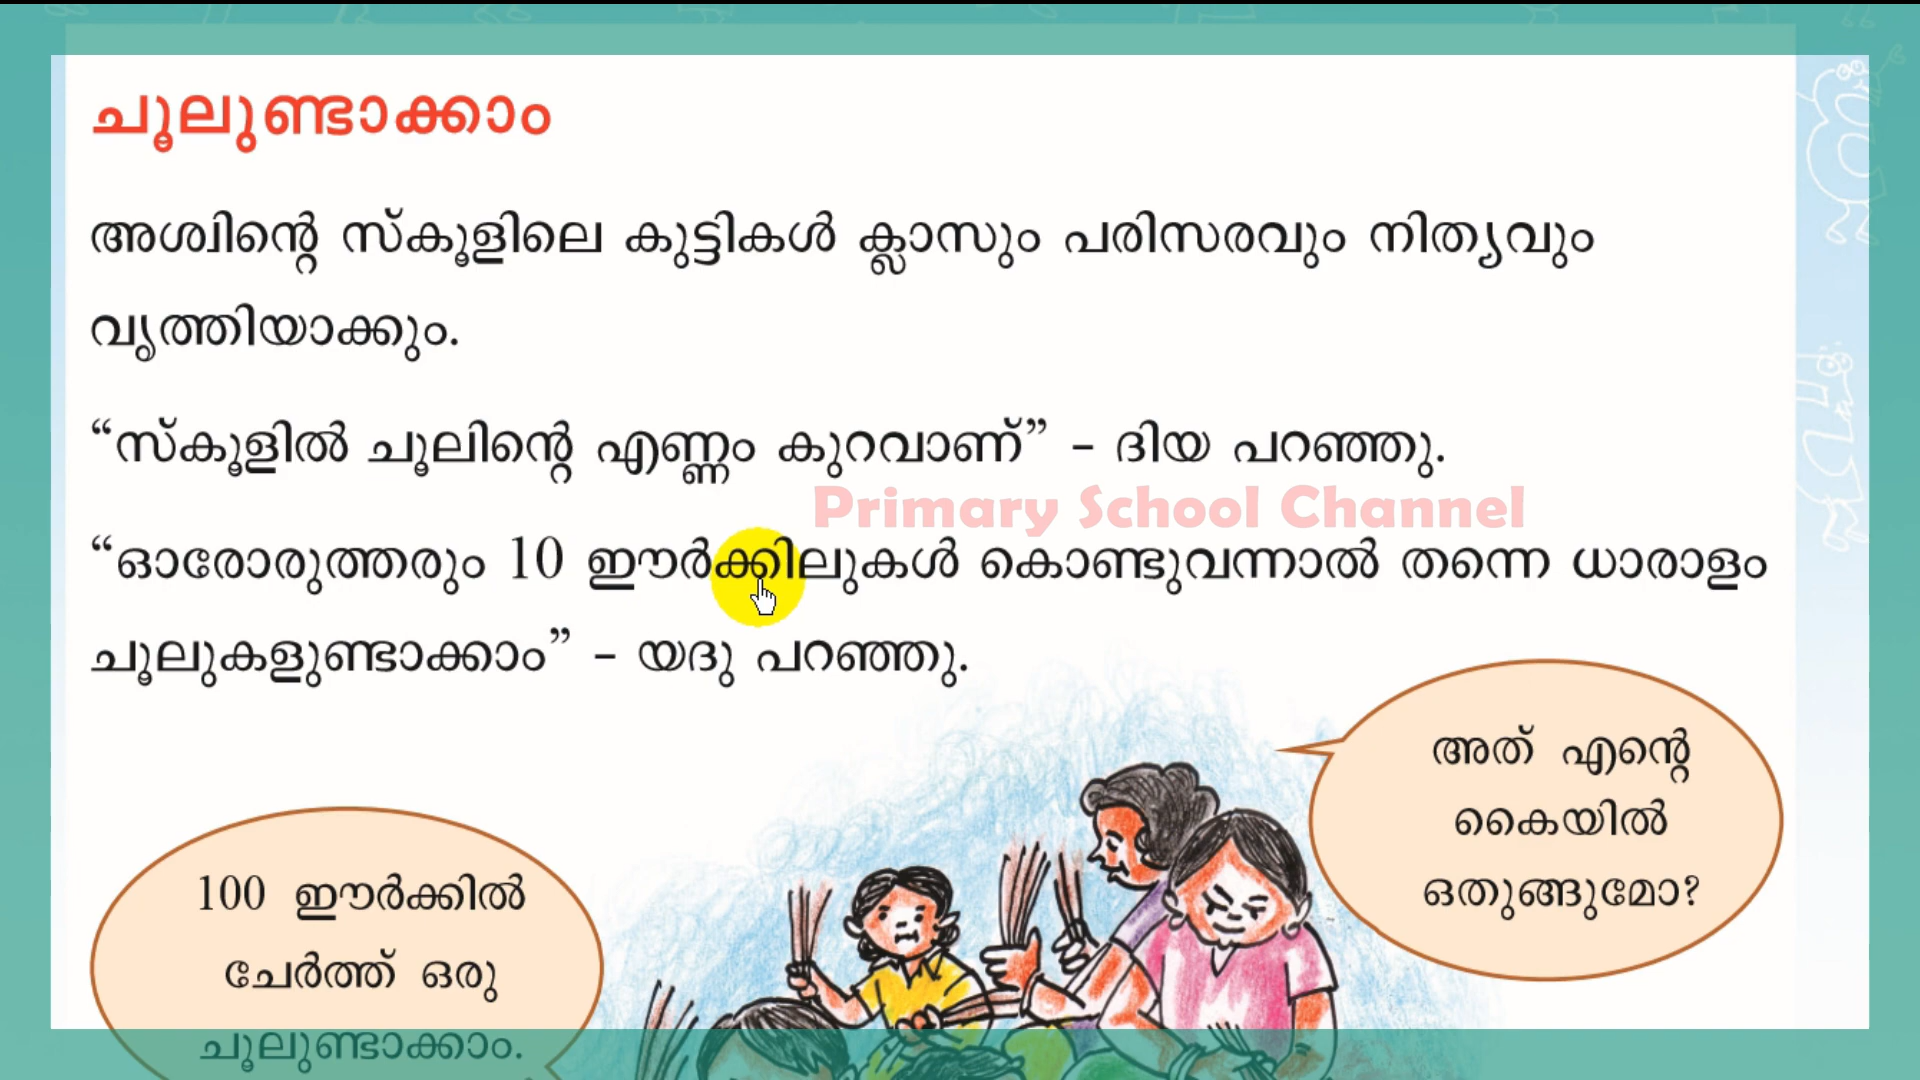 ചൂലുണ്ടാക്കാം
അശ്വിന്റെ സ്കൂളിലെ കുട്ടികൾ ക്ലാസും പരിസരവും നിത്യവും
വൃത്തിയാക്കും.
“സ്കൂളിൽ ചൂലിന്റെ എണ്ണം കുറവാണ്” – ദിയ പറഞ്ഞു.
Primary School Channel
“ഓരോരുത്തരും 10 ഈർക്കിലുകൾ കൊണ്ടുവന്നാൽ തന്നെ ധാരാളം
ചൂലുകളുണ്ടാക്കാം” – യദു പറഞ്ഞു.
അത് എന്റെ
കൈയിൽ
ഒതുങ്ങുമോ?
100 ഈർക്കിൽ
ചേർത്ത് ഒരു
ചൂലുണ്ടാക്കാം.